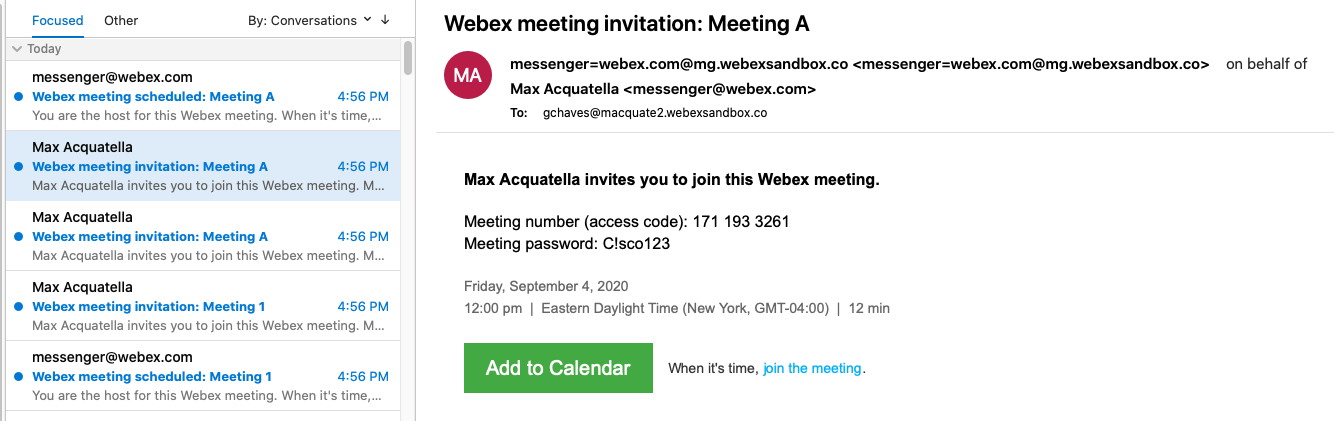 Focused Other By: Conversations
Today
messenger@webex.com
Webex meeting scheduled: Meeting A 4:56 PM
You are the host for this Webex meeting. When it's time,...
Max Acquatella
Webex meeting invitation: Meeting A 4:56 PM
Max Acquatella invites you to join this Webex meeting. M...
Max Acquatella
Webex meeting invitation: Meeting A 4:56 PM
Max Acquatella invites you to join this Webex meeting. M...
Max Acquatella
Webex meeting invitation: Meeting 1 4:56 PM
Max Acquatella invites you to join this Webex meeting. M...
messenger@webex.com
Webex meeting scheduled: Meeting 1 4:56 PM
You are the host for this Webex meeting. When it's time,...
Webex meeting invitation: Meeting A
MA
messenger=webex.com@mg.webexsandbox.co <messenger=webex.com@mg.webexsandbox.co> on behalf of
Max Acquatella <messenger@webex.com>
To: gchaves@macquate2.webexsandbox.co
Max Acquatella invites you to join this Webex meeting.
Meeting number (access code): 171 193 3261
Meeting password: C!sco123
Friday, September 4, 2020
12:00 pm | Eastern Daylight Time (New York, GMT-04:00) | 12 min
Add to Calendar When it's time, join the meeting.